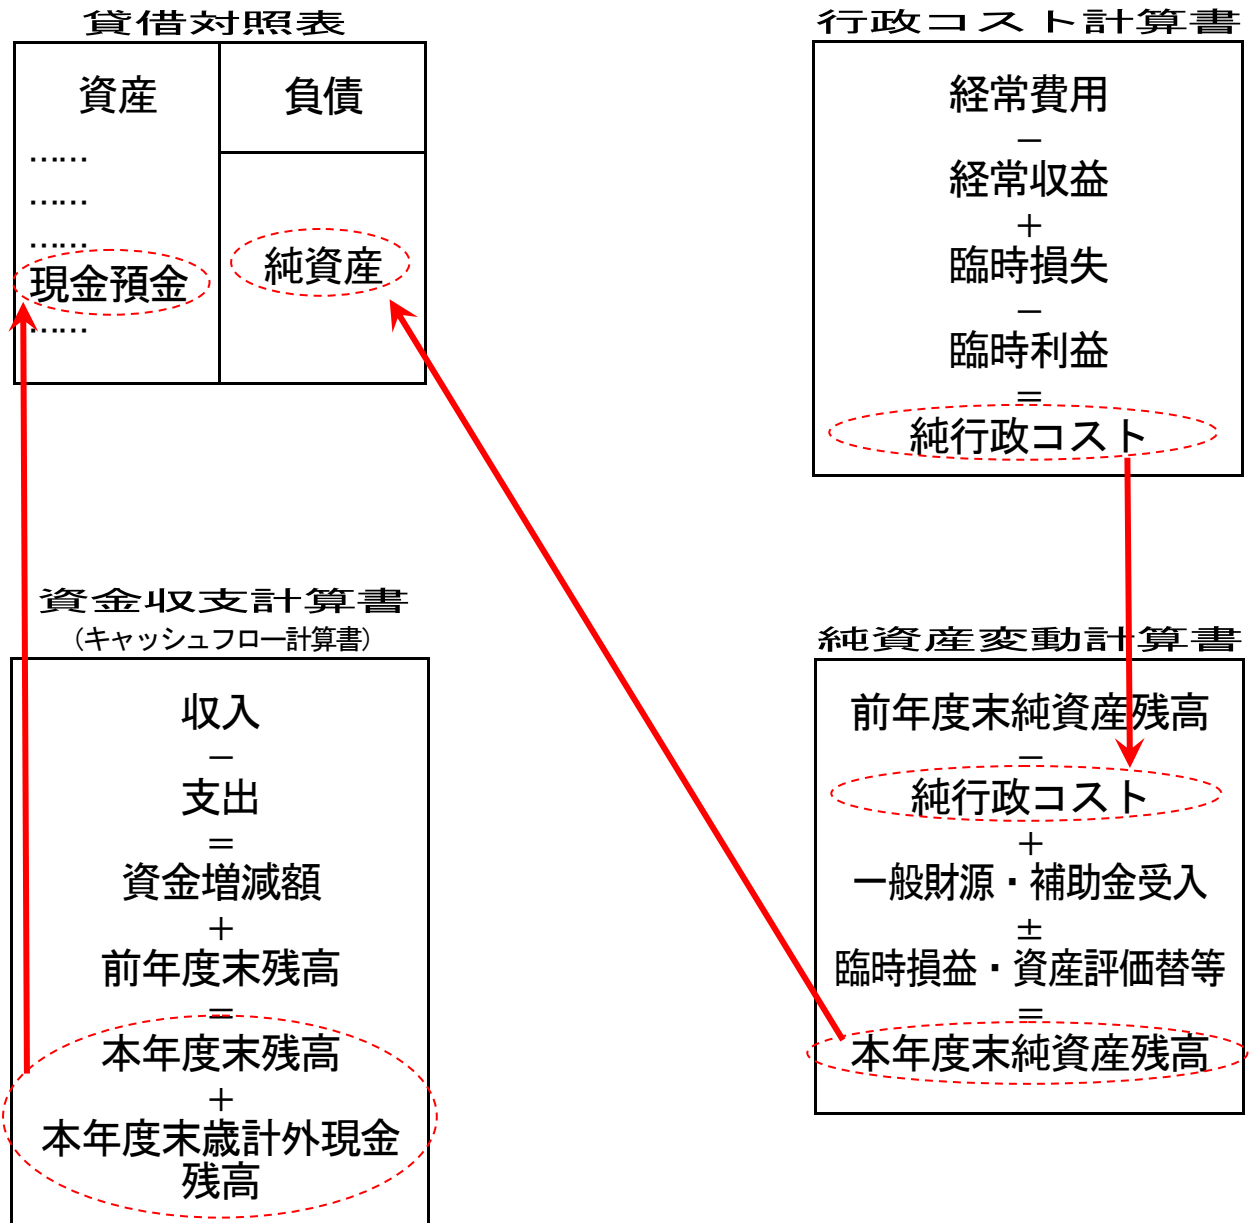 貸借対照表
資産
負債
……
……
……
現金預金
……
純資産
行政コスト計算書
経常費用
－
経常収益
＋
臨時損失
－
臨時利益
＝
純行政コスト
資金収支計算書
（キャッシュフロー計算書）
収入
－
支出
＝
資金増減額
＋
前年度末残高
＝
本年度末残高
＋
本年度末歳計外現金
残高
純資産変動計算書
前年度末純資産残高
－
純行政コスト
＋
一般財源・補助金受入
±
臨時損益・資産評価替等
＝
本年度末純資産残高